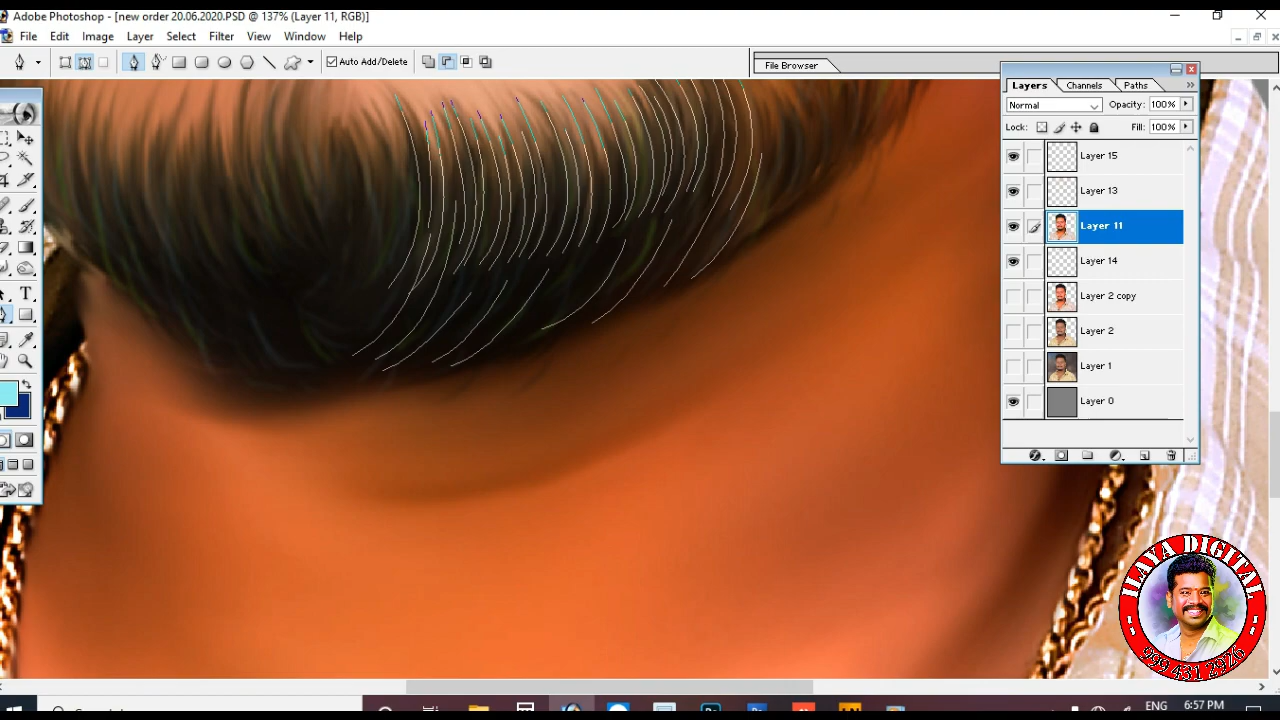 Adobe Photoshop - [new order 20.06.2020.PSD @ 137% (Layer 11, RGB)]
File Edit Image Layer Select Filter View Window Help
Auto Add/Delete
File Browser
Layers Channels Paths
Normal Opacity: 100%
Lock: Fill: 100%
Layer 15
Layer 13
Layer 11
Layer 14
Layer 2 copy
Layer 2
Layer 1
Layer 0
ILAYA DIGITAL
999 431 2926
ENG 6:57 PM